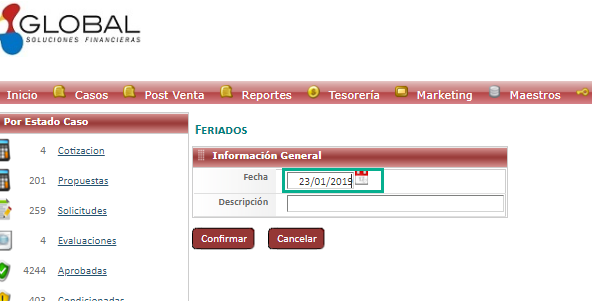 GLOBAL
SOLUCIONES FINANCIERAS
Inicio Casos Post Venta Reportes Tesorería Marketing Maestros
Por Estado Caso
4 Cotizacion
201 Propuestas
259 Solicitudes
4 Evaluaciones
4244 Aprobadas
403 Condicionadas
FERIADOS
Información General
Fecha 23/01/2019
Descripción
Confirmar Cancelar